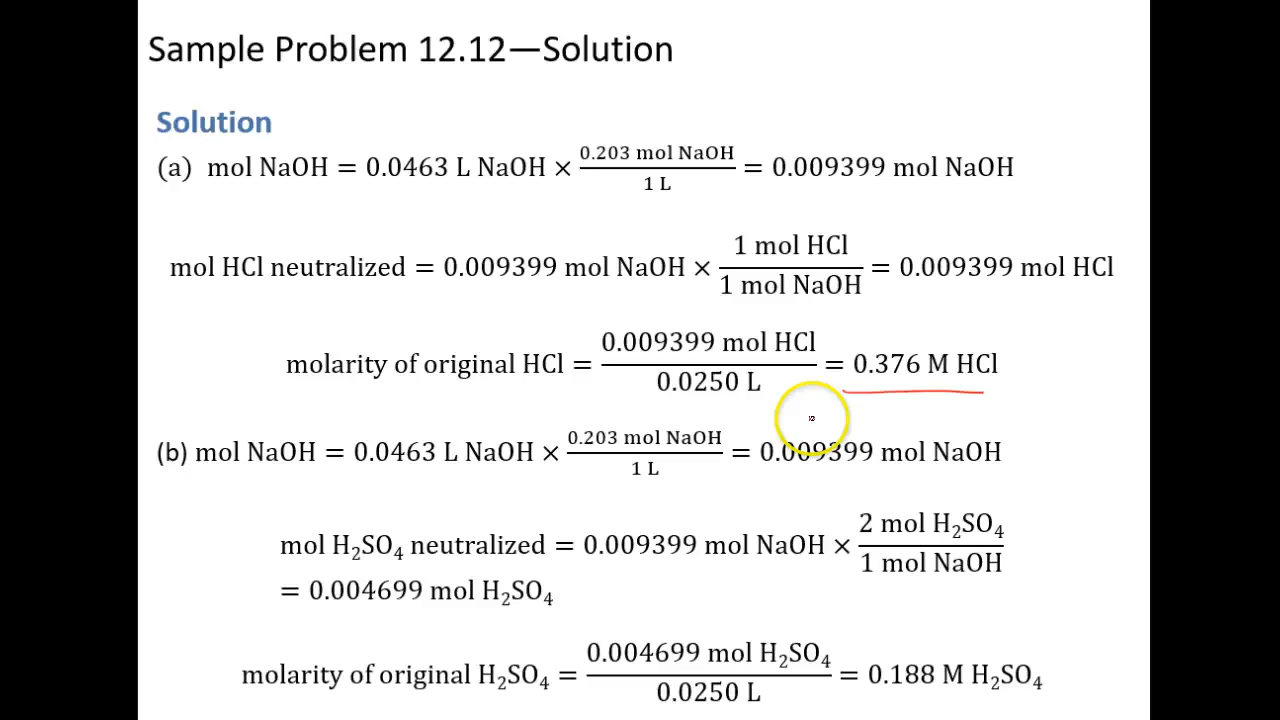 Sample Problem 12.12—Solution
Solution
(a) mol NaOH = 0.0463 L NaOH × 0.203 mol NaOH / 1 L = 0.009399 mol NaOH
mol HCl neutralized = 0.009399 mol NaOH × 1 mol HCl / 1 mol NaOH = 0.009399 mol HCl
molarity of original HCl = 0.009399 mol HCl / 0.0250 L = 0.376 M HCl
(b) mol NaOH = 0.0463 L NaOH × 0.203 mol NaOH / 1 L = 0.009399 mol NaOH
mol H₂SO₄ neutralized = 0.009399 mol NaOH × 2 mol H₂SO₄ / 1 mol NaOH
= 0.004699 mol H₂SO₄
molarity of original H₂SO₄ = 0.004699 mol H₂SO₄ / 0.0250 L = 0.188 M H₂SO₄